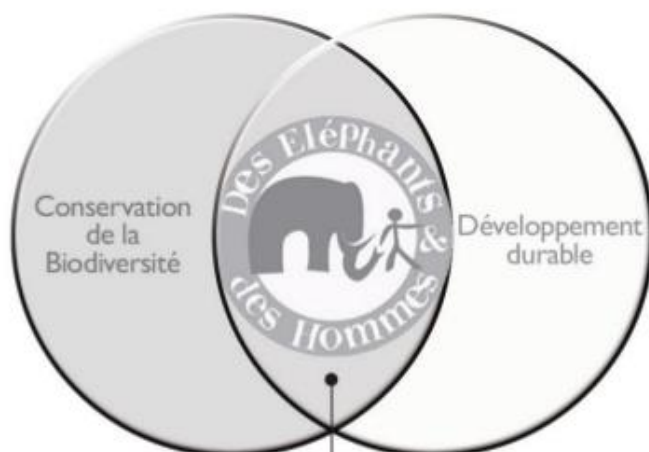 Conservation
de la
Biodiversité
Des Eléphants
&
des Hommes
Développement
durable